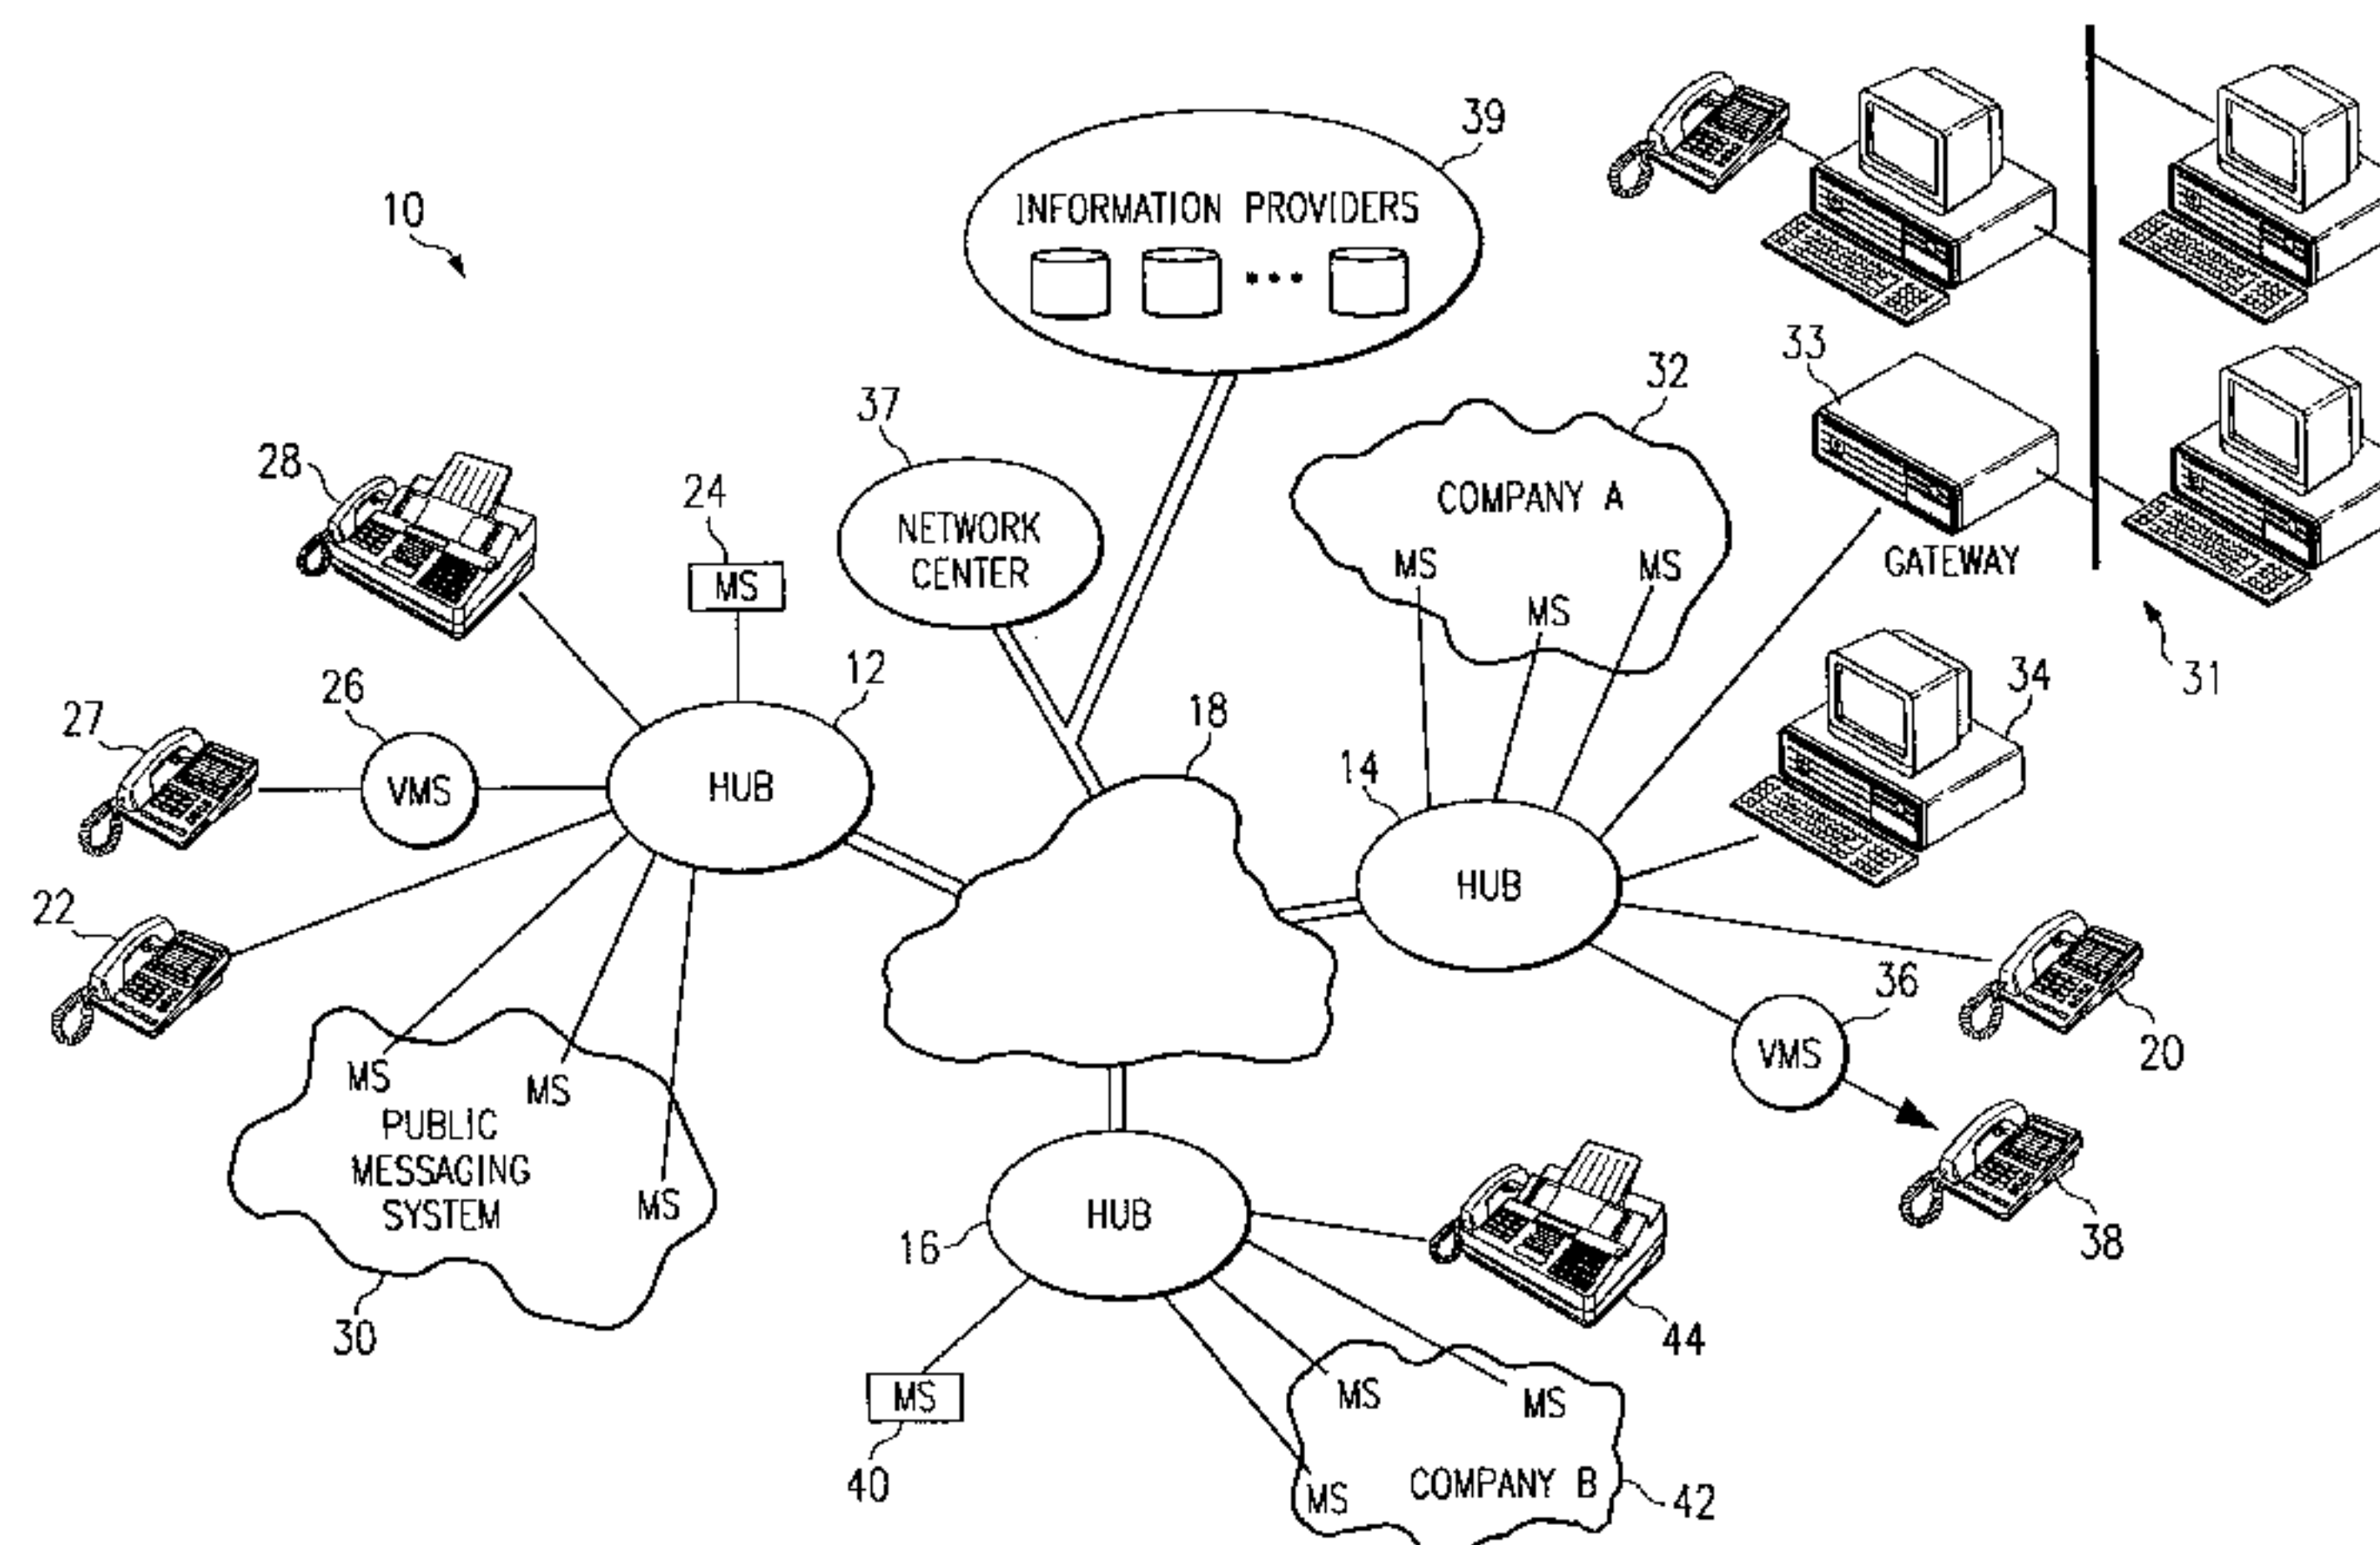 39
INFORMATION PROVIDERS
10
33
32
37
28
24
NETWORK
CENTER
MS
COMPANY A
MS
MS
MS
GATEWAY
31
34
12
26
27
18
14
VMS
HUB
HUB
22
36
20
VMS
MS
MS
MS
PUBLIC
MESSAGING
SYSTEM
30
HUB
16
38
44
MS
40
MS
MS
MS
COMPANY B
42